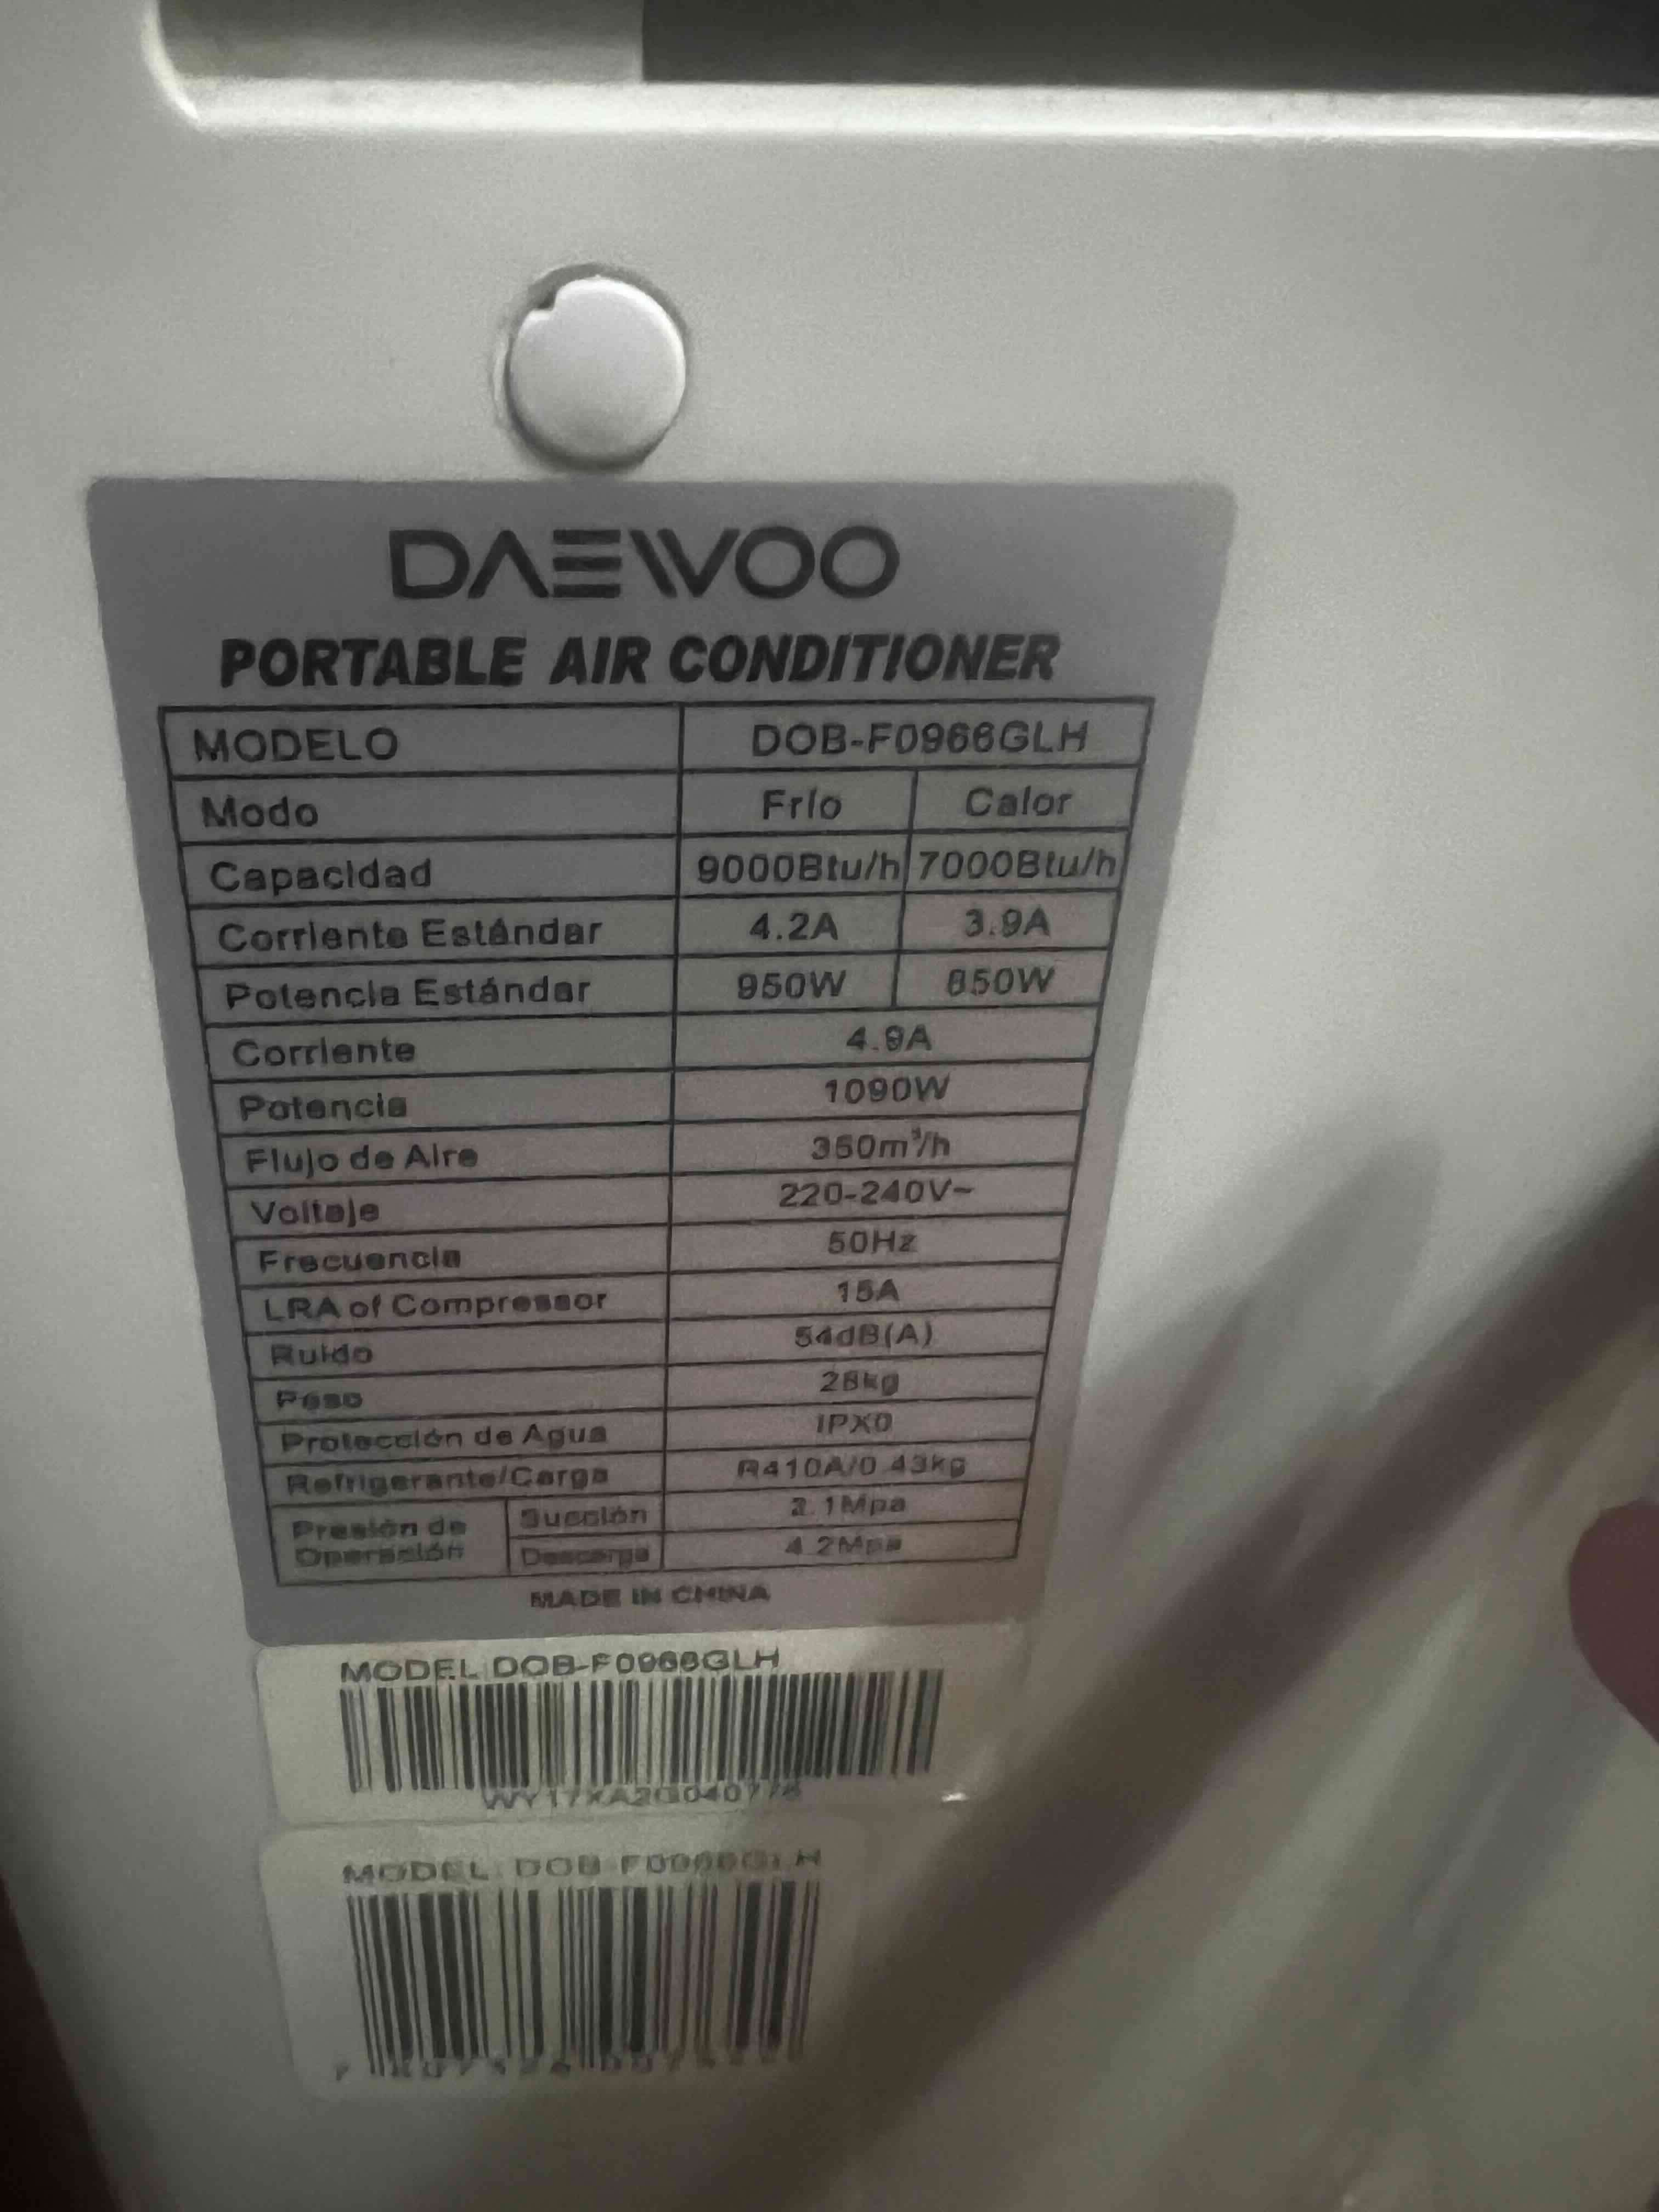 DAEWOO
PORTABLE AIR CONDITIONER
MODELO DOB-F0966GLH
Modo Frío Calor
Capacidad 9000Btu/h 7000Btu/h
Corriente Estándar 4.2A 3.9A
Potencia Estándar 950W 850W
Corriente 4.9A
Potencia 1090W
Flujo de Aire 350m³/h
Voltaje 220-240V~
Frecuencia 50Hz
LRA of Compressor 15A
Ruido 54dB(A)
Peso 28kg
Protección de Agua IPX0
Refrigerante/Carga R410A/0.43kg
Presión de Operación Succión 2.1Mpa
Descarga 4.2Mpa
MADE IN CHINA
MODEL:DOB-F0966GLH
MODEL: DOB-F0966GLH